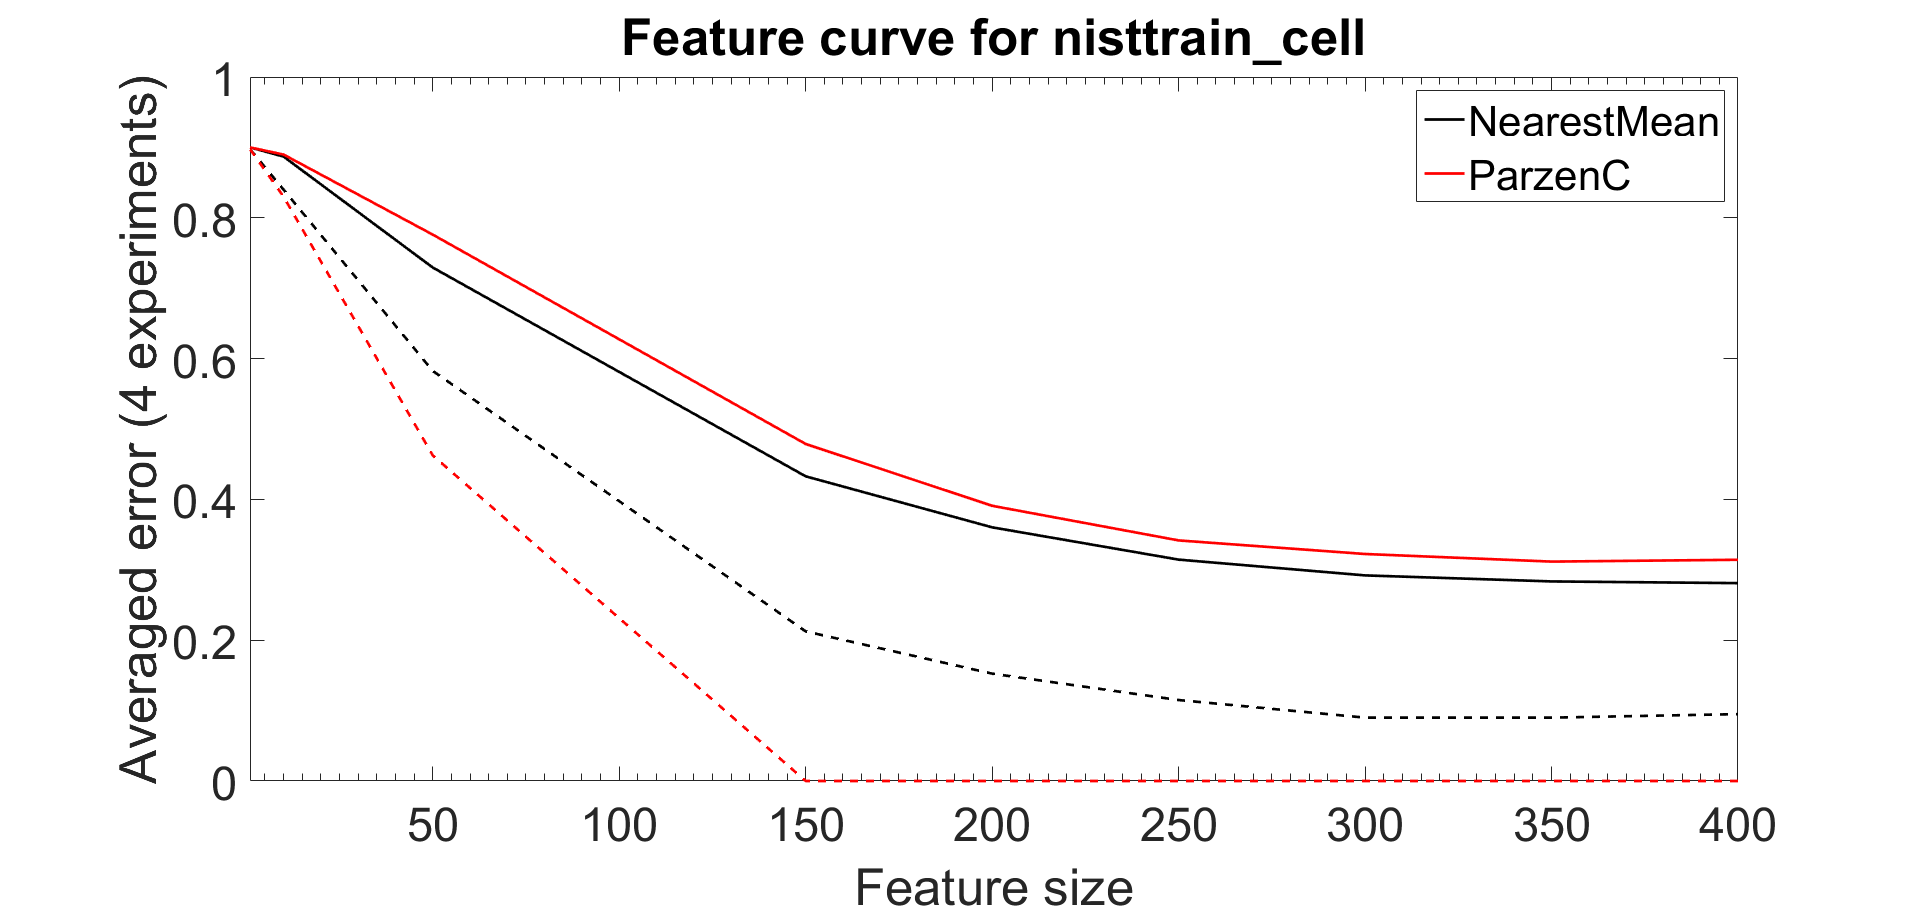 Feature curve for nisttrain_cell
Averaged error (4 experiments)
1
0.8
0.6
0.4
0.2
0
NearestMean
ParzenC
50 100 150 200 250 300 350 400
Feature size